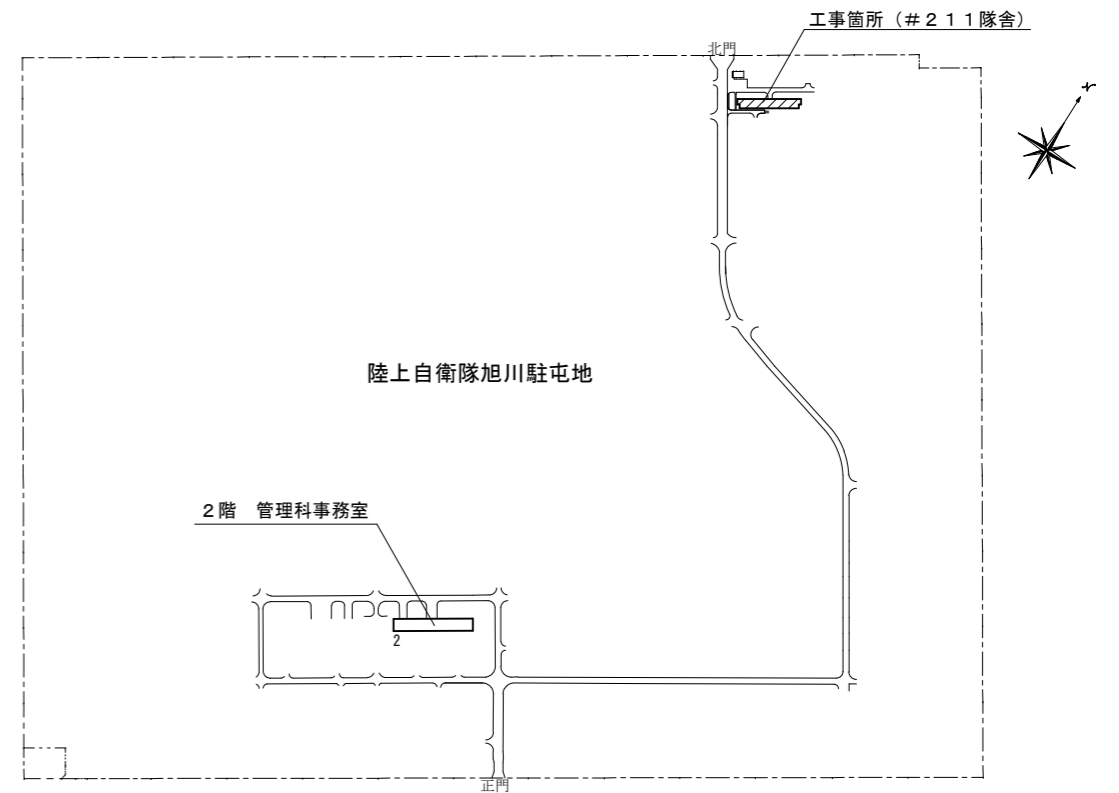 工事箇所（＃２１１隊舎）
北門
陸上自衛隊旭川駐屯地
２階　管理科事務室
2
正門